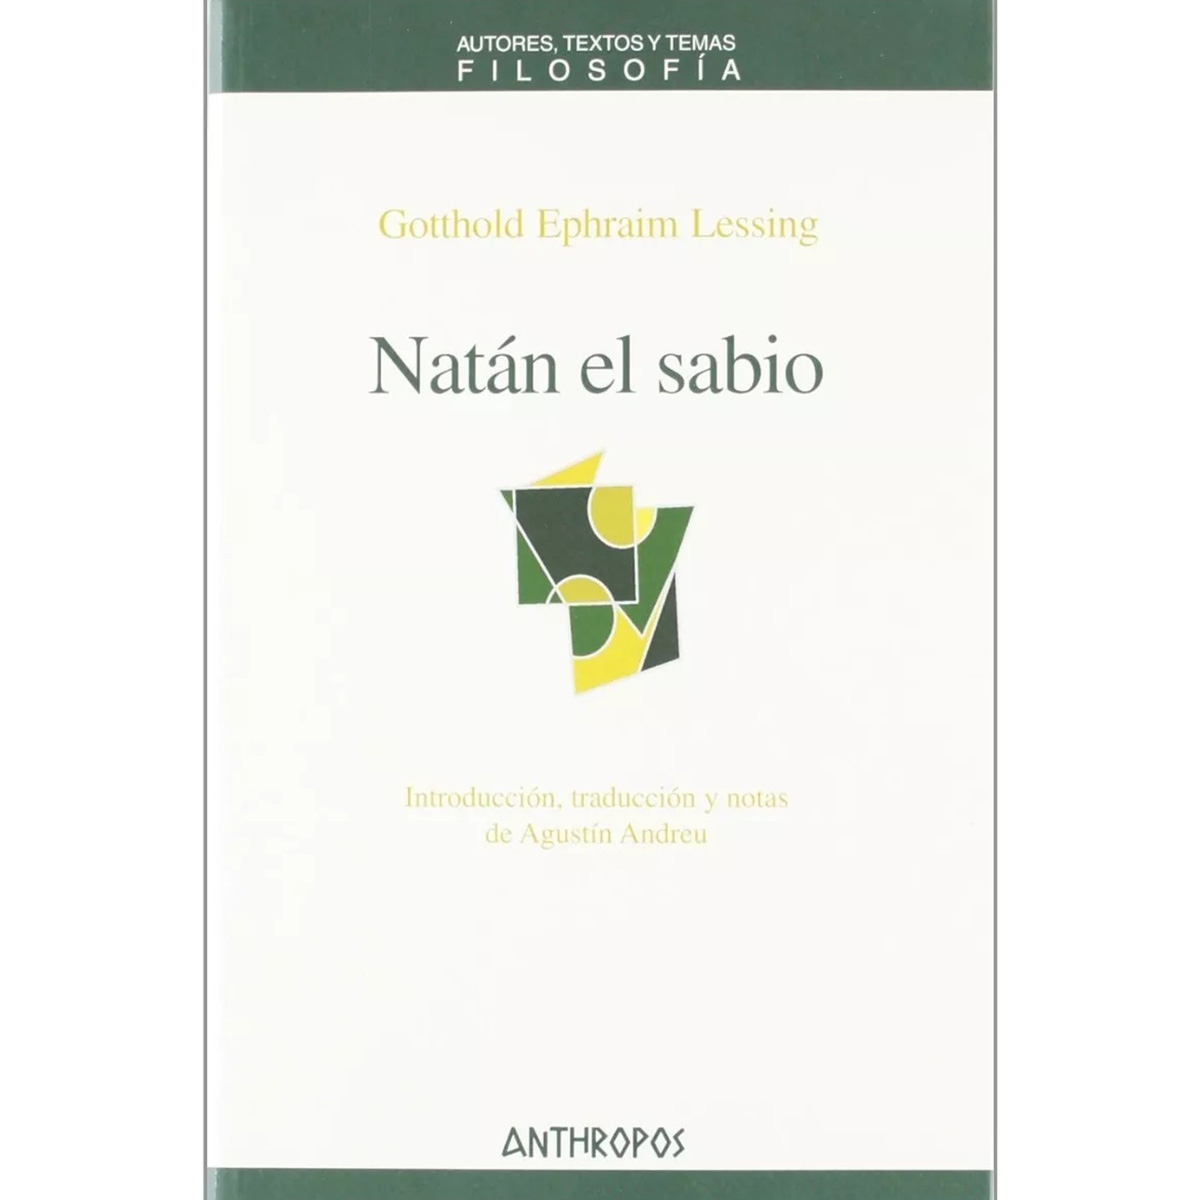 AUTORES, TEXTOS Y TEMAS
FILOSOFÍA
Gotthold Ephraim Lessing
Natán el sabio
Introducción, traducción y notas
de Agustín Andreu
ANTHROPOS